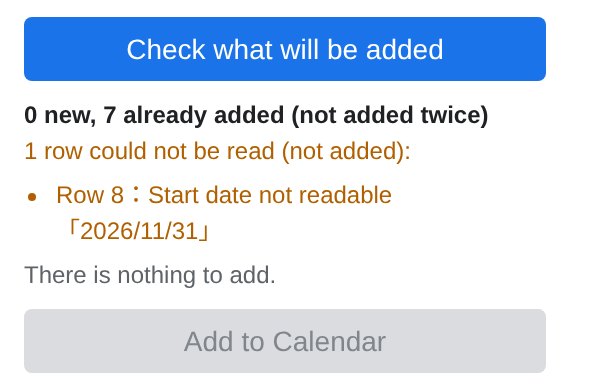 Check what will be added
0 new, 7 already added (not added twice)
1 row could not be read (not added):
• Row 8：Start date not readable
「2026/11/31」
There is nothing to add.
Add to Calendar